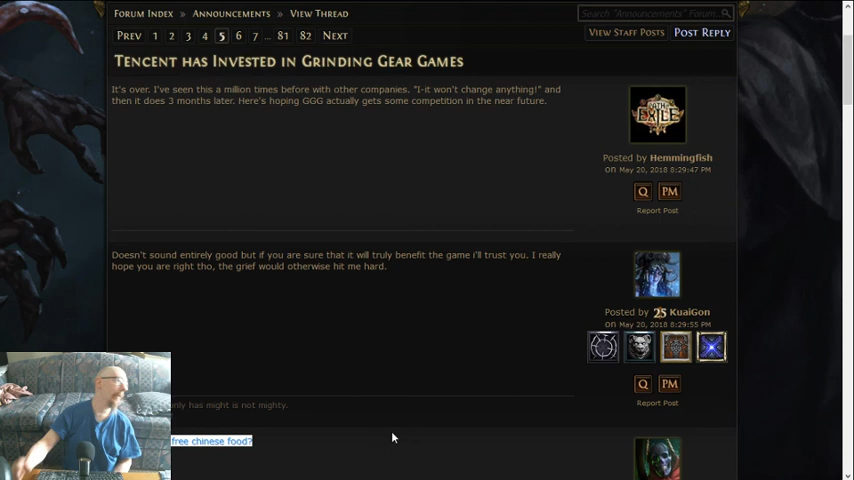 FORUM INDEX » ANNOUNCEMENTS » VIEW THREAD
Search "Announcements" Forum...
PREV 1 2 3 4 5 6 7 ... 81 82 NEXT
VIEW STAFF POSTS POST REPLY
TENCENT HAS INVESTED IN GRINDING GEAR GAMES
It's over. I've seen this a million times before with other companies. "I-it won't change anything!" and
then it does 3 months later. Here's hoping GGG actually gets some competition in the near future.
PATH OF
EXILE
Posted by Hemmingfish
on May 20, 2018 8:29:47 PM
Q PM
Report Post
Doesn't sound entirely good but if you are sure that it will truly benefit the game i'll trust you. I really
hope you are right tho, the grief would otherwise hit me hard.
Posted by 25 KuaiGon
on May 20, 2018 8:29:55 PM
Q PM
Report Post
only has might is not mighty.
free chinese food?